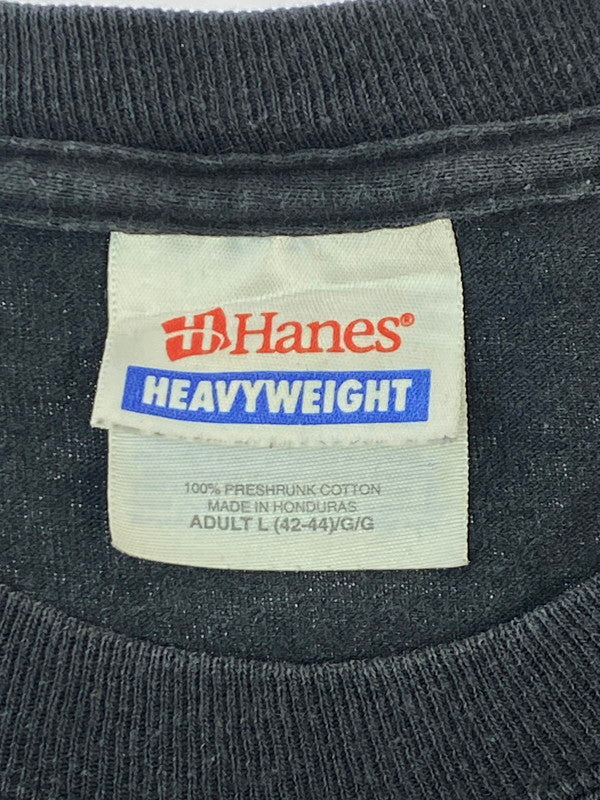 H Hanes®
HEAVYWEIGHT
100% PRESHRUNK COTTON
MADE IN HONDURAS
ADULT L (42-44)/G/G